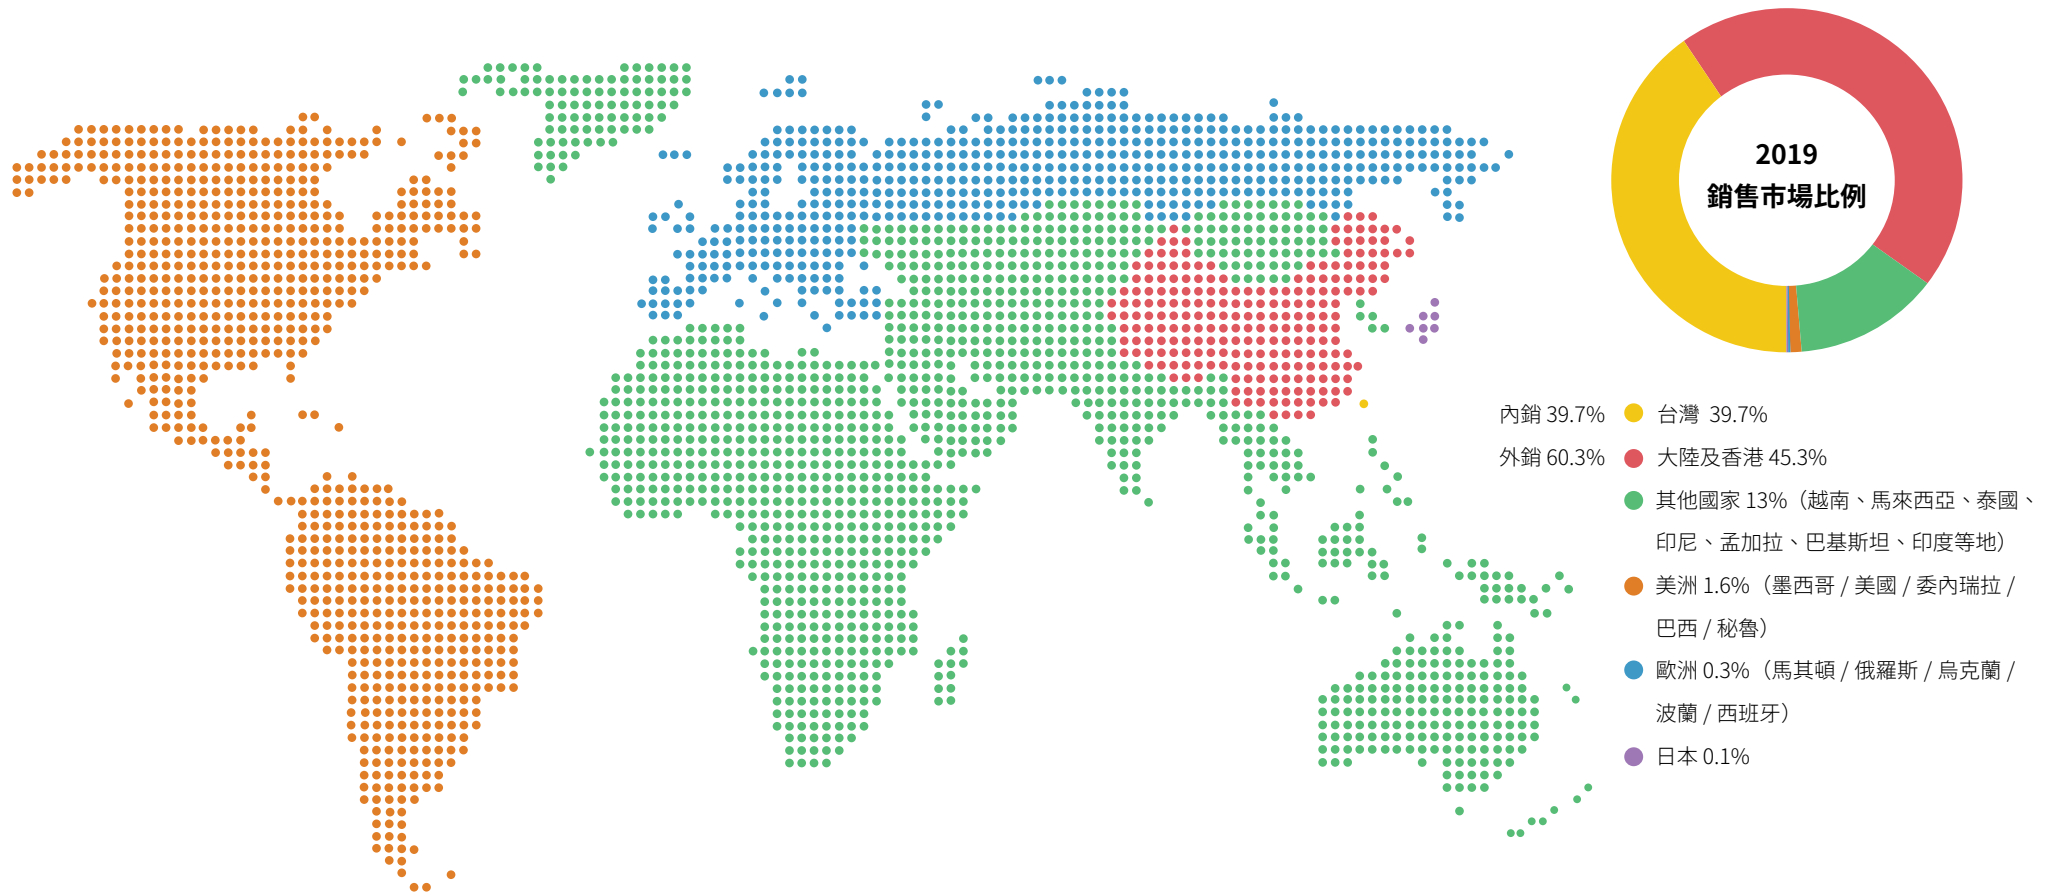 2019
銷售市場比例
內銷 39.7% 台灣 39.7%
外銷 60.3% 大陸及香港 45.3%
其他國家 13%（越南、馬來西亞、泰國、
印尼、孟加拉、巴基斯坦、印度等地）
美洲 1.6%（墨西哥 / 美國 / 委內瑞拉 /
巴西 / 秘魯）
歐洲 0.3%（馬其頓 / 俄羅斯 / 烏克蘭 /
波蘭 / 西班牙）
日本 0.1%